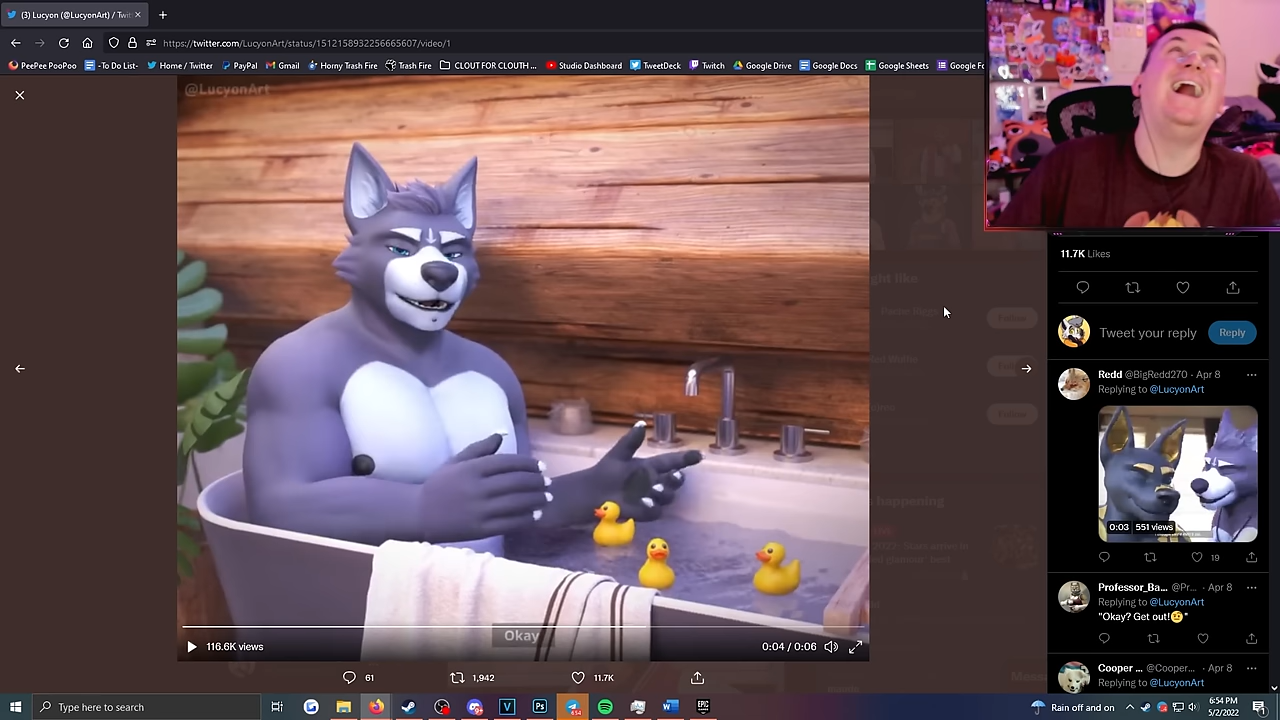 (3) Lucyon (@LucyonArt) / Twit
https://twitter.com/LucyonArt/status/1512158932256665607/video/1
PeePee PooPoo
-To Do List-
Home / Twitter
PayPal
Gmail
Horny Trash Fire
Trash Fire
CLOUT FOR CLOUTH ...
Studio Dashboard
TweetDeck
Twitch
Google Drive
Google Docs
Google Sheets
Google Fo
@LucyonArt
Okay
116.6K views
0:04 / 0:06
61
11.7K
11.7K Likes
Tweet your reply
Reply
Redd @BigRedd270 · Apr 8
Replying to @LucyonArt
0:03 551 views
19
Professor_Ba... @Pr... · Apr 8
Replying to @LucyonArt
"Okay? Get out!🤨"
Cooper ... @Cooper... · Apr 8
Replying to @LucyonArt
Type here to search
Rain off and on
6:54 PM
5/2/2022